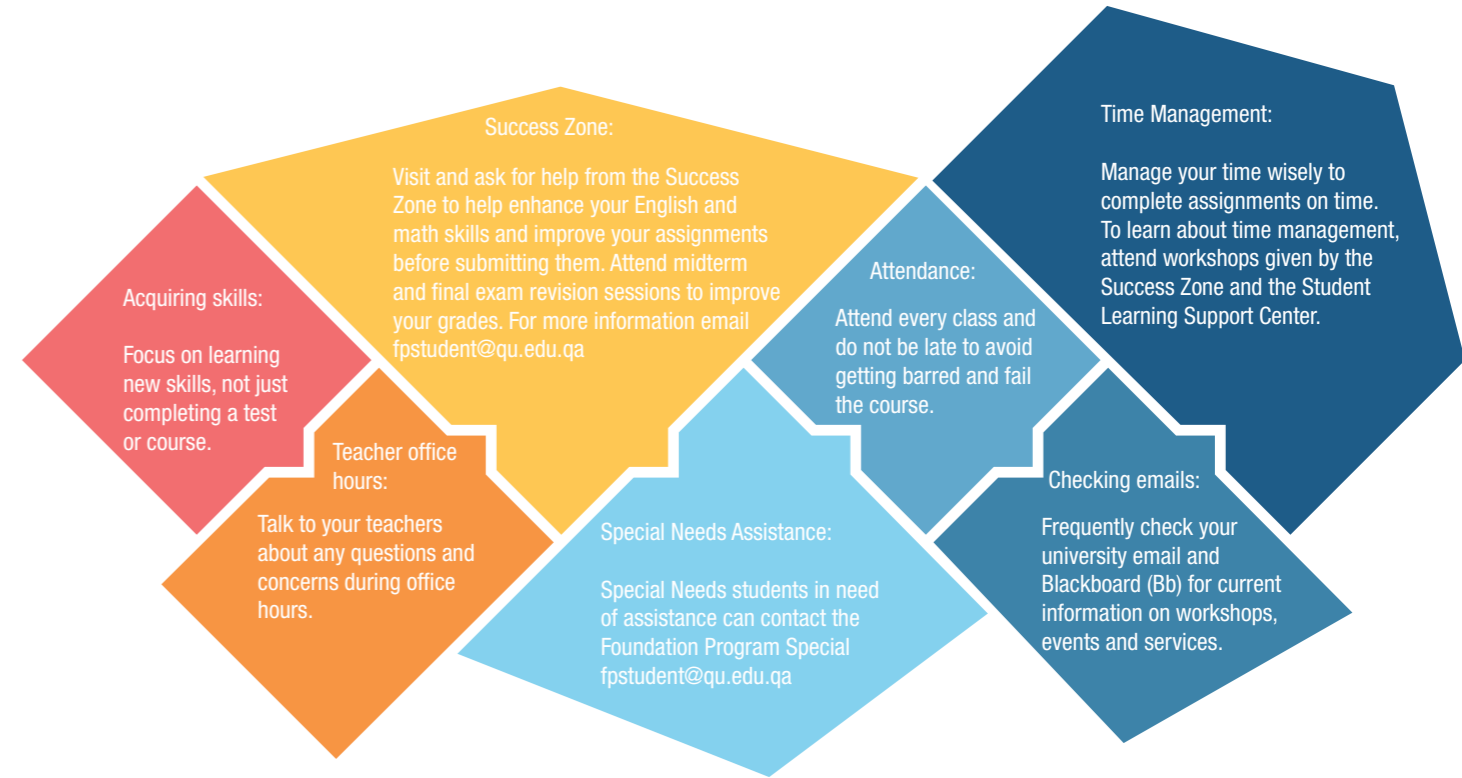 Acquiring skills:
Focus on learning
new skills, not just
completing a test
or course.
Teacher office
hours:
Talk to your teachers
about any questions and
concerns during office
hours.
Success Zone:
Visit and ask for help from the Success
Zone to help enhance your English and
math skills and improve your assignments
before submitting them. Attend midterm
and final exam revision sessions to improve
your grades. For more information email
fpstudent@qu.edu.qa
Special Needs Assistance:
Special Needs students in need
of assistance can contact the
Foundation Program Special
fpstudent@qu.edu.qa
Attendance:
Attend every class and
do not be late to avoid
getting barred and fail
the course.
Checking emails:
Frequently check your
university email and
Blackboard (Bb) for current
information on workshops,
events and services.
Time Management:
Manage your time wisely to
complete assignments on time.
To learn about time management,
attend workshops given by the
Success Zone and the Student
Learning Support Center.